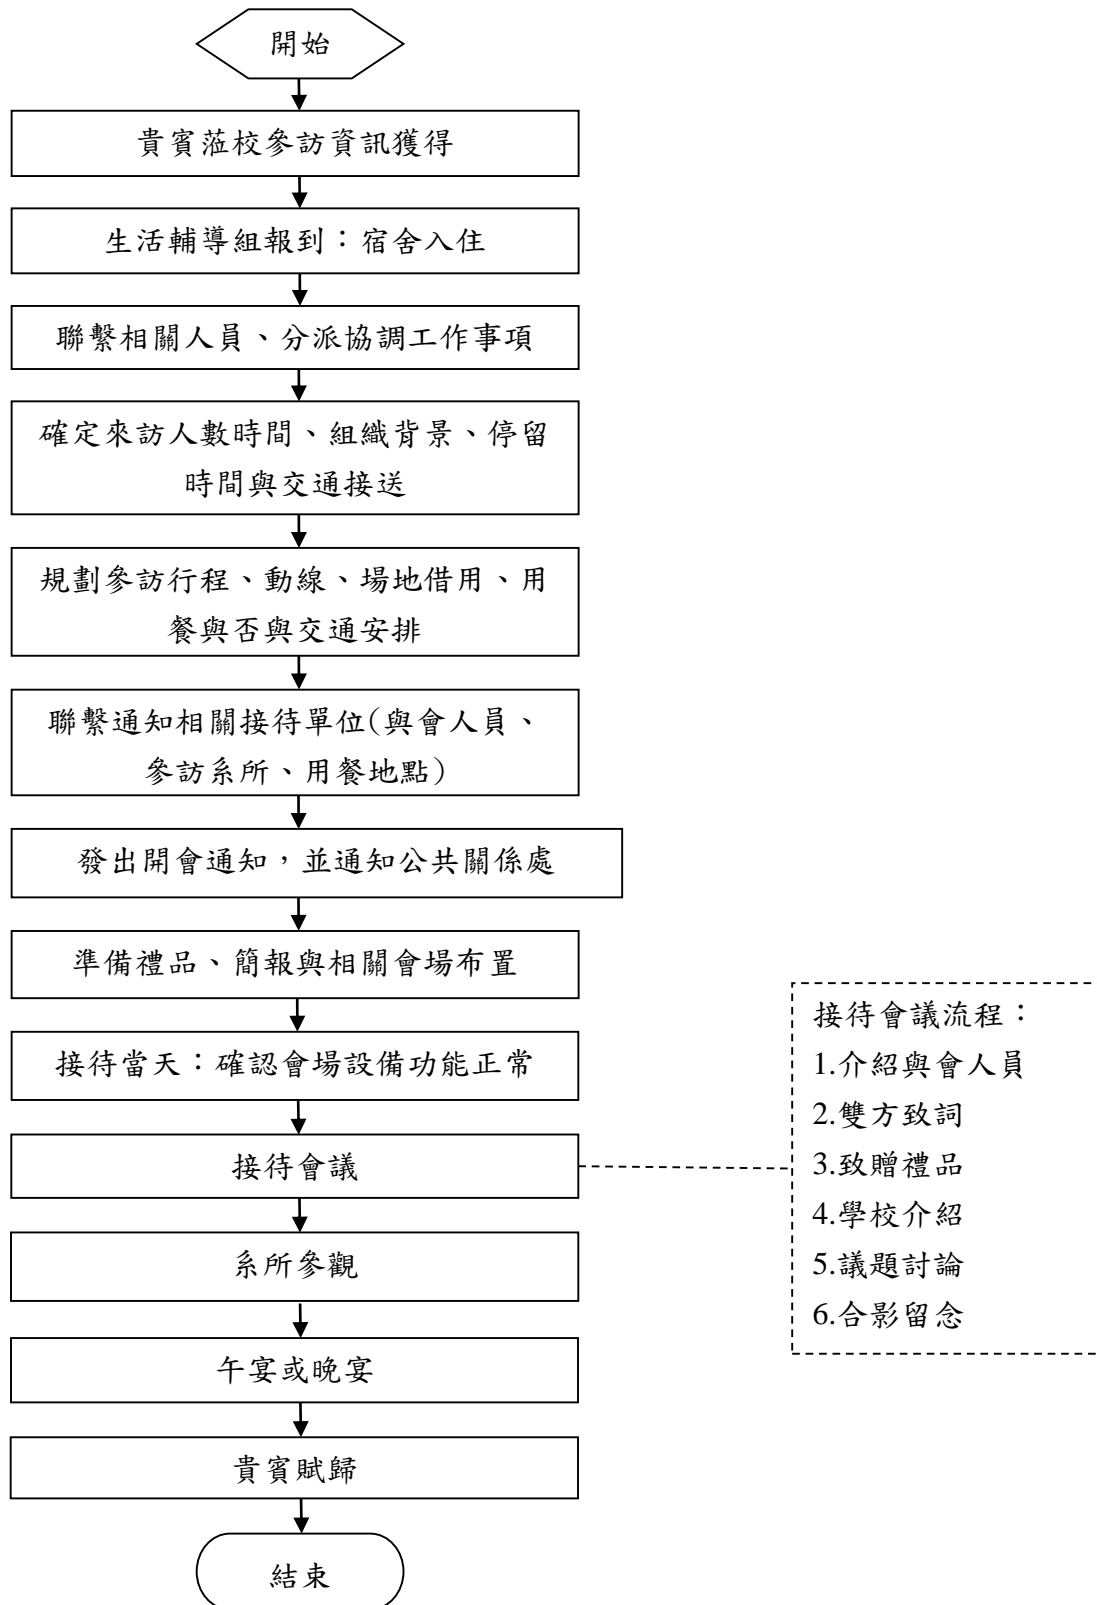 開始
貴賓蒞校參訪資訊獲得
生活輔導組報到：宿舍入住
聯繫相關人員、分派協調工作事項
確定來訪人數時間、組織背景、停留
時間與交通接送
規劃參訪行程、動線、場地借用、用
餐與否與交通安排
聯繫通知相關接待單位(與會人員、
參訪系所、用餐地點)
發出開會通知，並通知公共關係處
準備禮品、簡報與相關會場布置
接待當天：確認會場設備功能正常
接待會議
系所參觀
午宴或晚宴
貴賓賦歸
結束
接待會議流程：
1.介紹與會人員
2.雙方致詞
3.致贈禮品
4.學校介紹
5.議題討論
6.合影留念